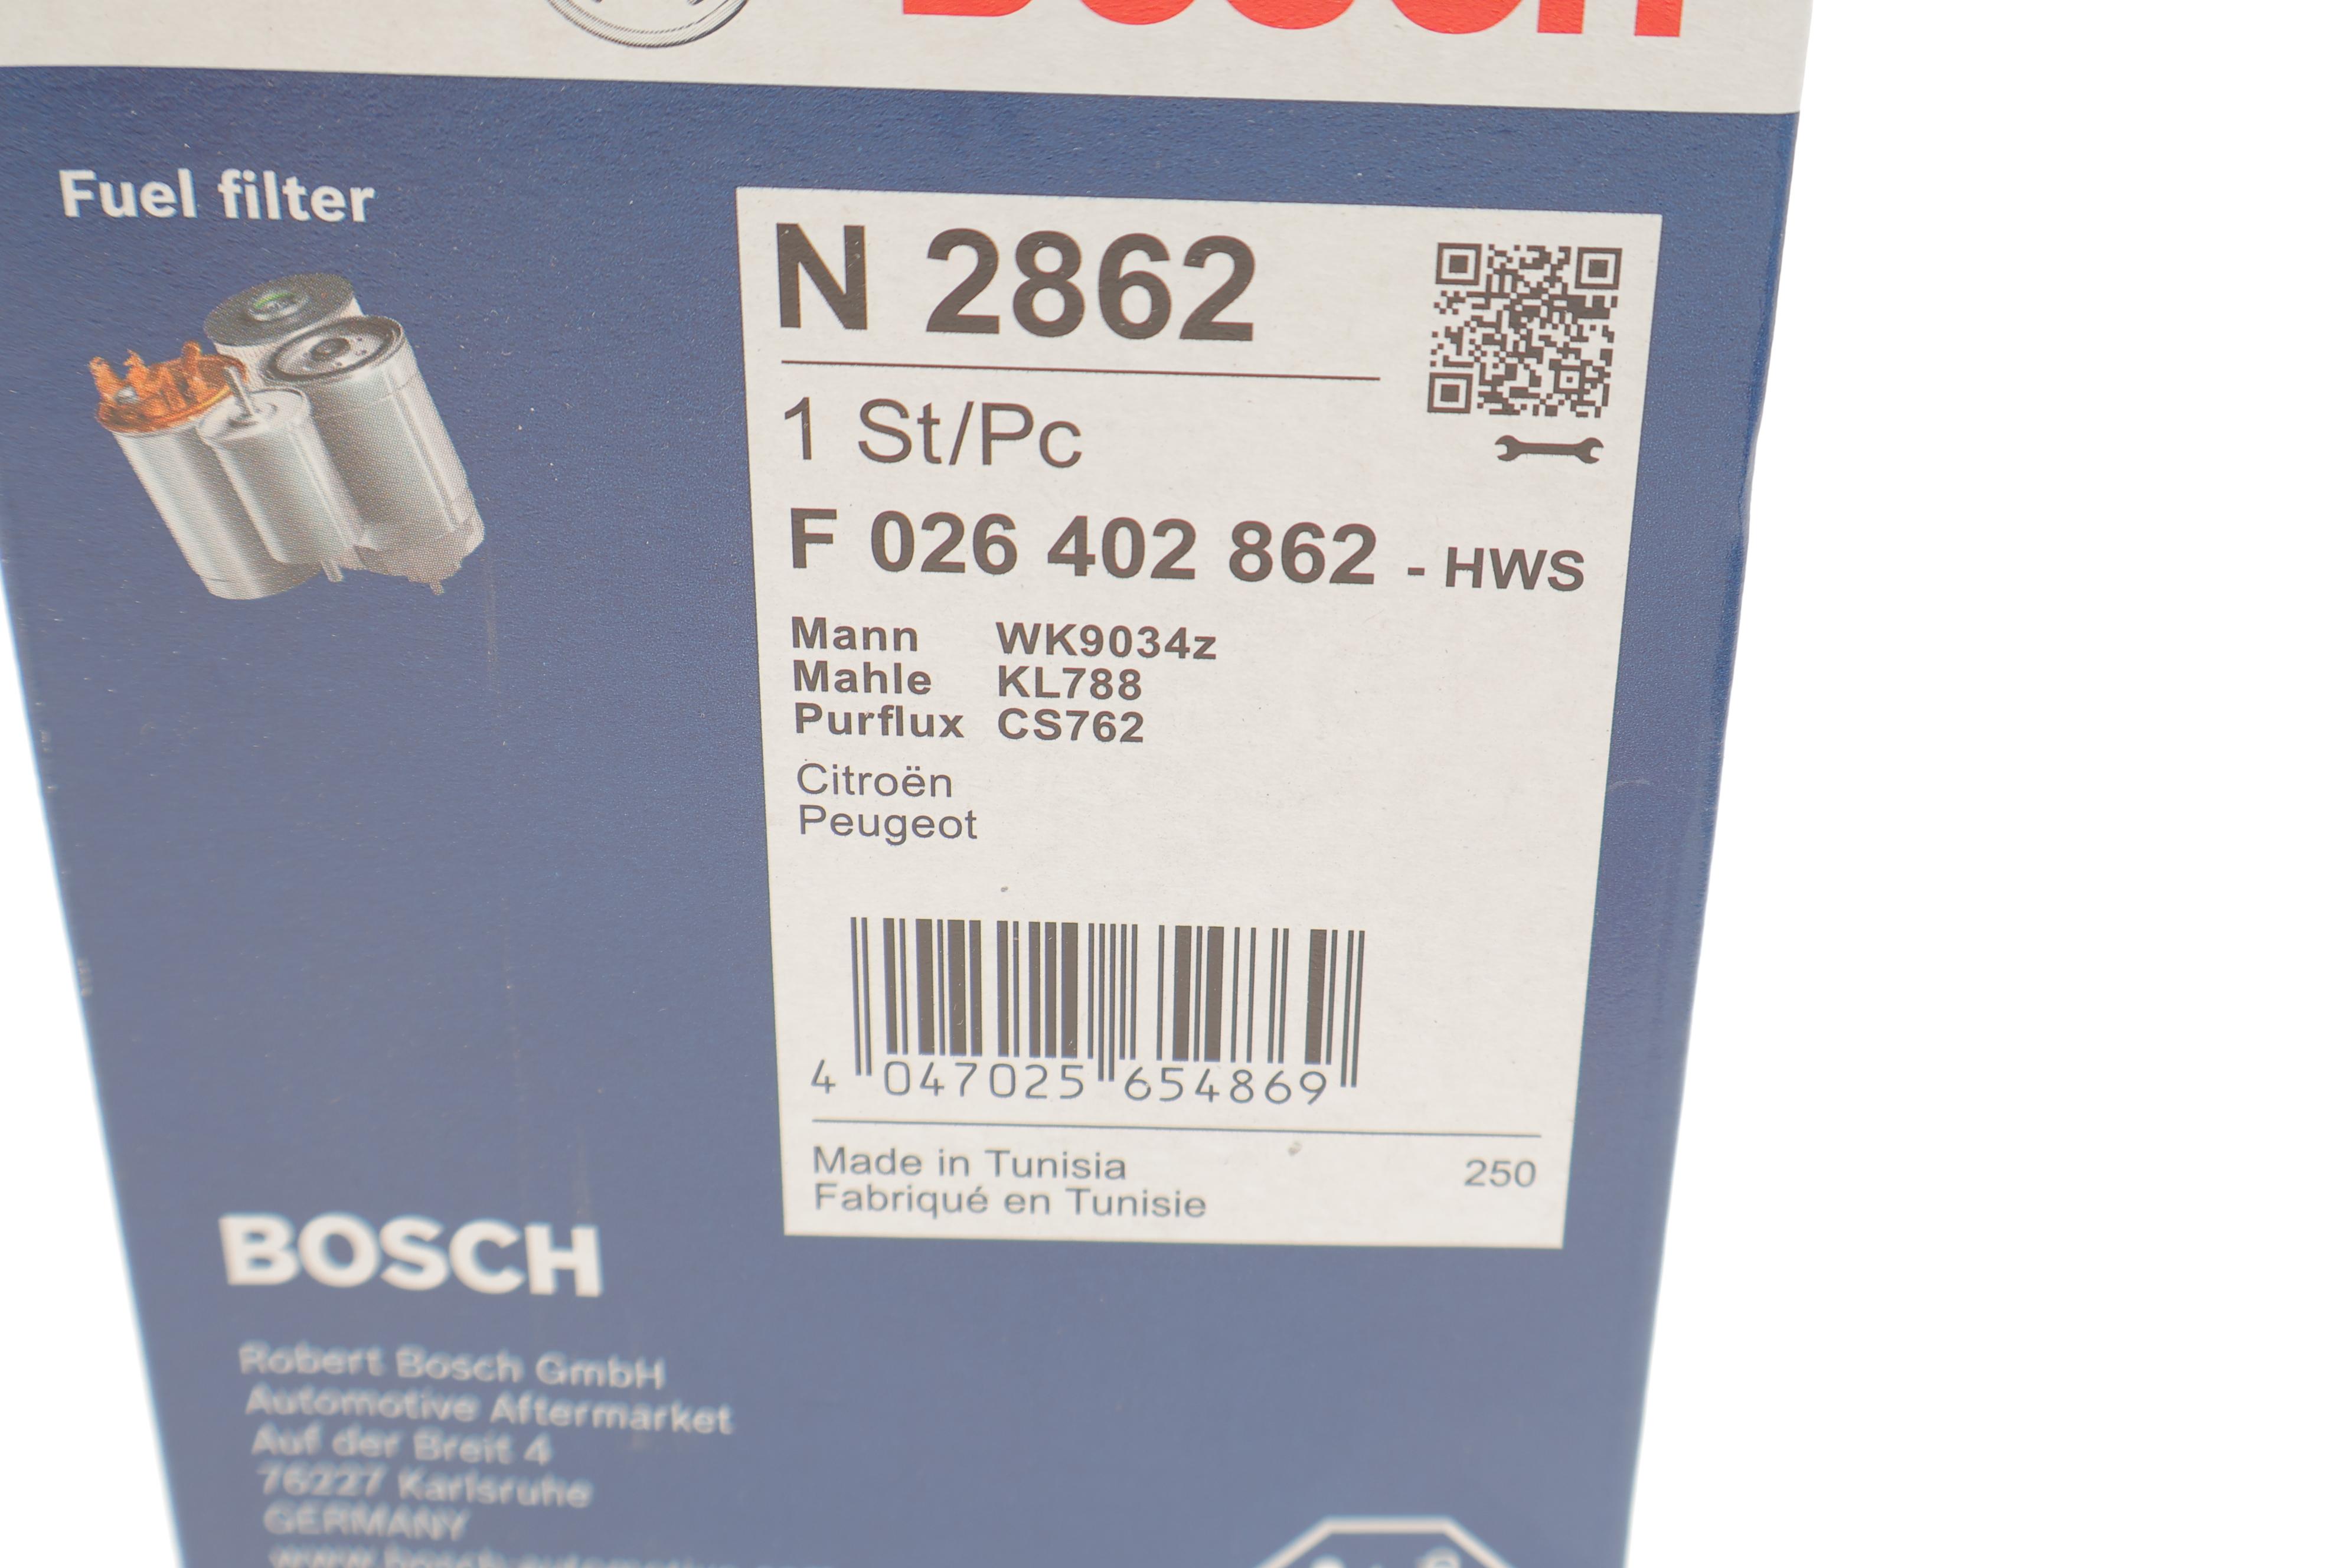 BOSCH
Fuel filter
N 2862
1 St/Pc
F 026 402 862 - HWS
Mann WK9034z
Mahle KL788
Purflux CS762
Citroën
Peugeot
4 047025 654869
Made in Tunisia
Fabriqué en Tunisie
250
BOSCH
Robert Bosch GmbH
Automotive Aftermarket
Auf der Breit 4
76227 Karlsruhe
GERMANY